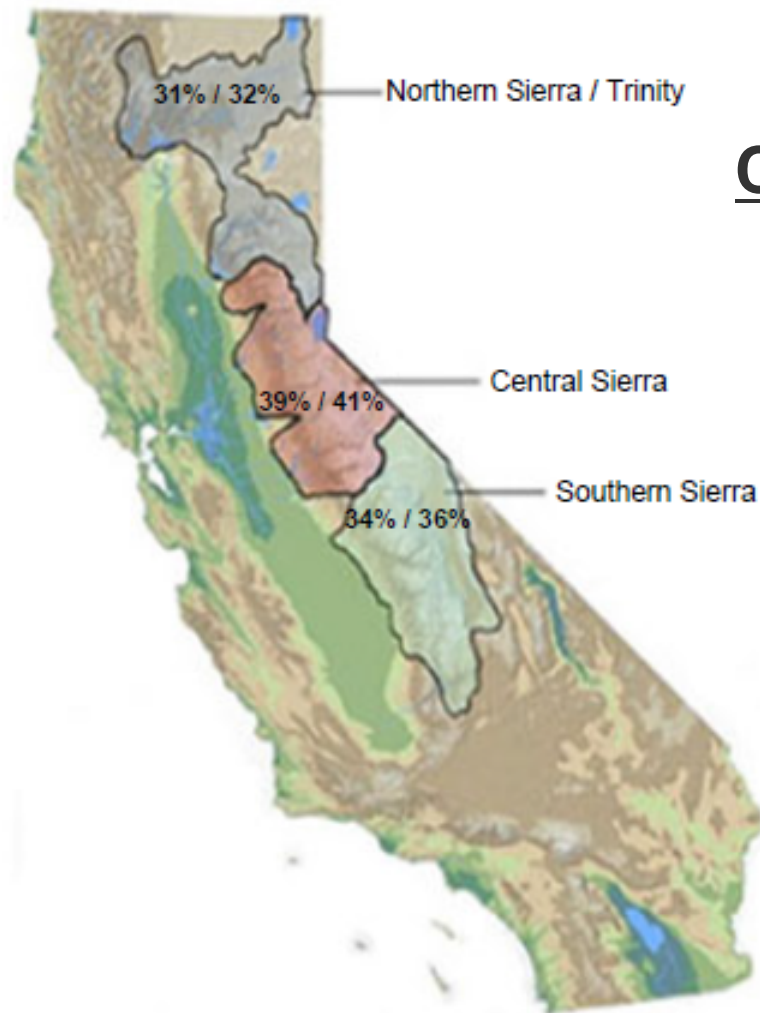 31% / 32%
Northern Sierra / Trinity
Central Sierra
39% / 41%
Southern Sierra
34% / 36%